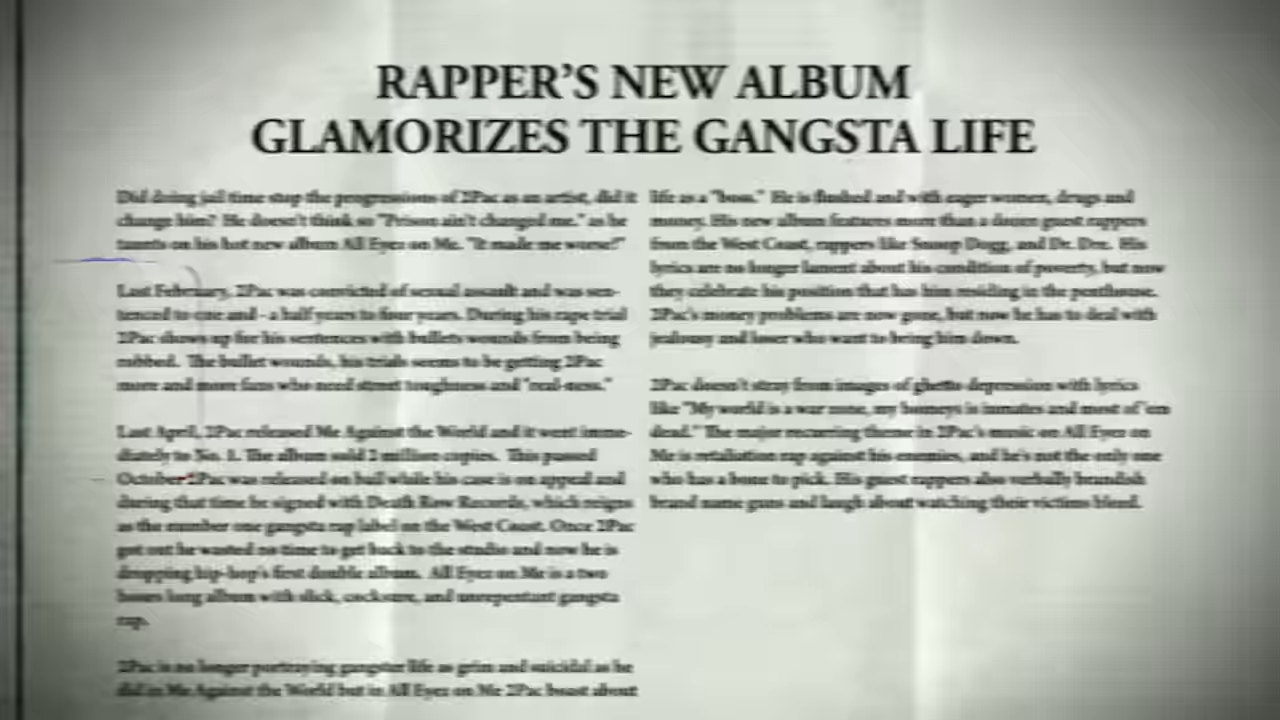 RAPPER'S NEW ALBUM
GLAMORIZES THE GANGSTA LIFE
Did doing jail time stop the progressions of 2Pac as an artist, did it
change him? He doesn't think so "Prison ain't changed me." as he
taunts on his hot new album All Eyez on Me. "It made me worse!"
Last February, 2Pac was convicted of sexual assault and was sen-
tenced to one and - a half years to four years. During his rape trial
2Pac shows up for his sentences with bullets wounds from being
robbed. The bullet wounds, his trials seems to be getting 2Pac
more and more fans who need street toughness and "real-ness."
Last April, 2Pac released Me Against the World and it went imme-
diately to No. 1. The album sold 2 million copies. This passed
October 2Pac was released on bail while his case is on appeal and
during that time he signed with Death Row Records, which reigns
as the number one gangsta rap label on the West Coast. Once 2Pac
got out he wasted no time to get back to the studio and now he is
dropping hip-hop's first double album. All Eyez on Me is a two
hours long album with slick, cocksure, and unrepentant gangsta
rap.
2Pac is no longer portraying gangster life as grim and suicidal as he
did in Me Against the World but in All Eyez on Me 2Pac boast about
life as a "boss." He is flushed and with eager women, drugs and
money. His new album features more than a dozen guest rappers
from the West Coast, rappers like Snoop Dogg, and Dr. Dre. His
lyrics are no longer lament about his condition of poverty, but now
they celebrate his position that has him residing in the penthouse.
2Pac's money problems are now gone, but now he has to deal with
jealousy and loser who want to bring him down.
2Pac doesn't stray from images of ghetto depression with lyrics
like "My world is a war zone, my homeys is inmates and most of 'em
dead." The major recurring theme in 2Pac's music on All Eyez on
Me is retaliation rap against his enemies, and he's not the only one
who has a bone to pick. His guest rappers also verbally brandish
brand name guns and laugh about watching their victims bleed.